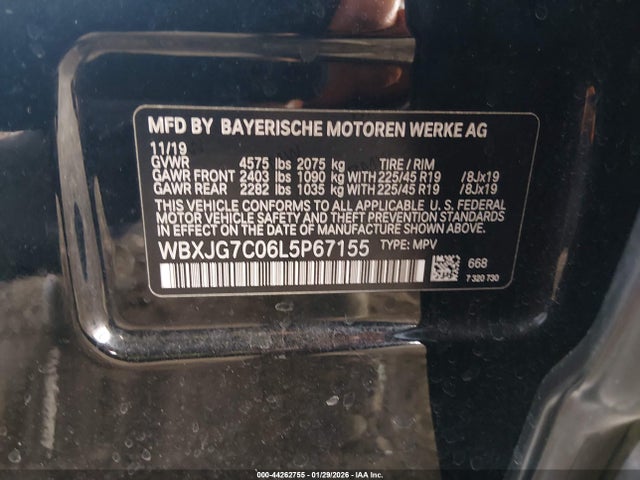 MFD BY BAYERISCHE MOTOREN WERKE AG
11/19
GVWR 4575 lbs 2075 kg TIRE / RIM
GAWR FRONT 2403 lbs 1090 kg WITH 225/45 R19 /8Jx19
GAWR REAR 2282 lbs 1035 kg WITH 225/45 R19 /8Jx19
THIS VEHICLE CONFORMS TO ALL APPLICABLE U. S. FEDERAL
MOTOR VEHICLE SAFETY, BUMPER, AND THEFT PREVENTION
STANDARDS IN EFFECT ON THE DATE OF MANUFACTURE SHOWN ABOVE.
WBXJG7C06L5P67155 TYPE: MPV
668
7 320 730
000-44262755 - 01/29/2026 - IAA Inc.